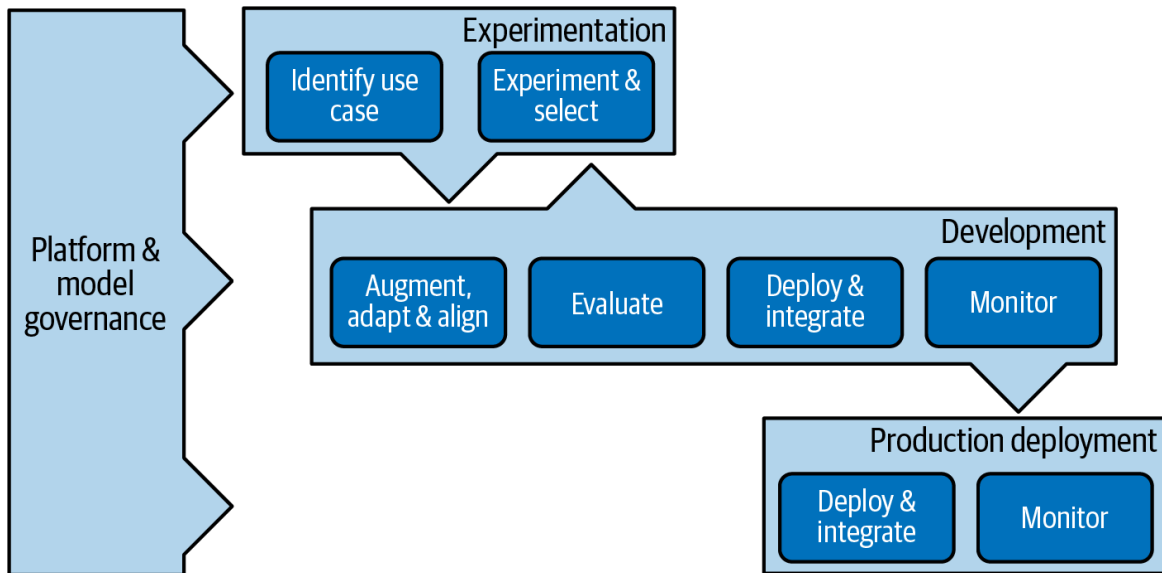 Platform &
model
governance
Experimentation
Identify use
case
Experiment &
select
Development
Augment,
adapt & align
Evaluate
Deploy &
integrate
Monitor
Production deployment
Deploy &
integrate
Monitor